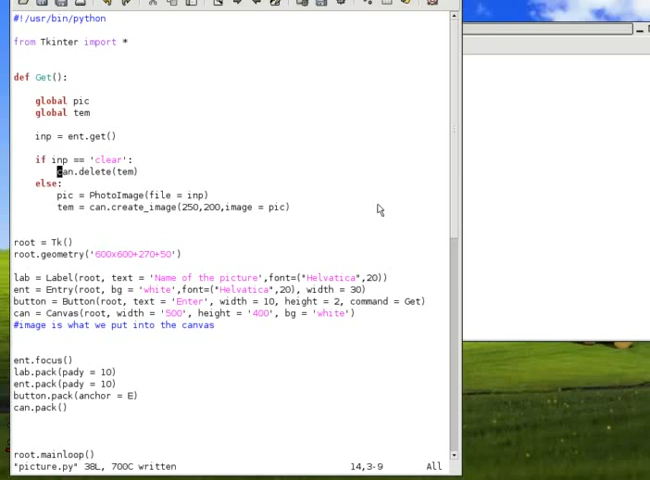 #!/usr/bin/python
from Tkinter import *
def Get():
global pic
global tem
inp = ent.get()
if inp == 'clear':
can.delete(tem)
else:
pic = PhotoImage(file = inp)
tem = can.create_image(250,200,image = pic)
root = Tk()
root.geometry('600x600+270+50')
lab = Label(root, text = 'Name of the picture',font=("Helvetica",20))
ent = Entry(root, bg = 'white',font=("Helvetica",20), width = 30)
button = Button(root, text = 'Enter', width = 10, height = 2, command = Get)
can = Canvas(root, width = '500', height = '400', bg = 'white')
#image is what we put into the canvas
ent.focus()
lab.pack(pady = 10)
ent.pack(pady = 10)
button.pack(anchor = E)
can.pack()
root.mainloop()
"picture.py" 38L, 700C written 14,3-9 All